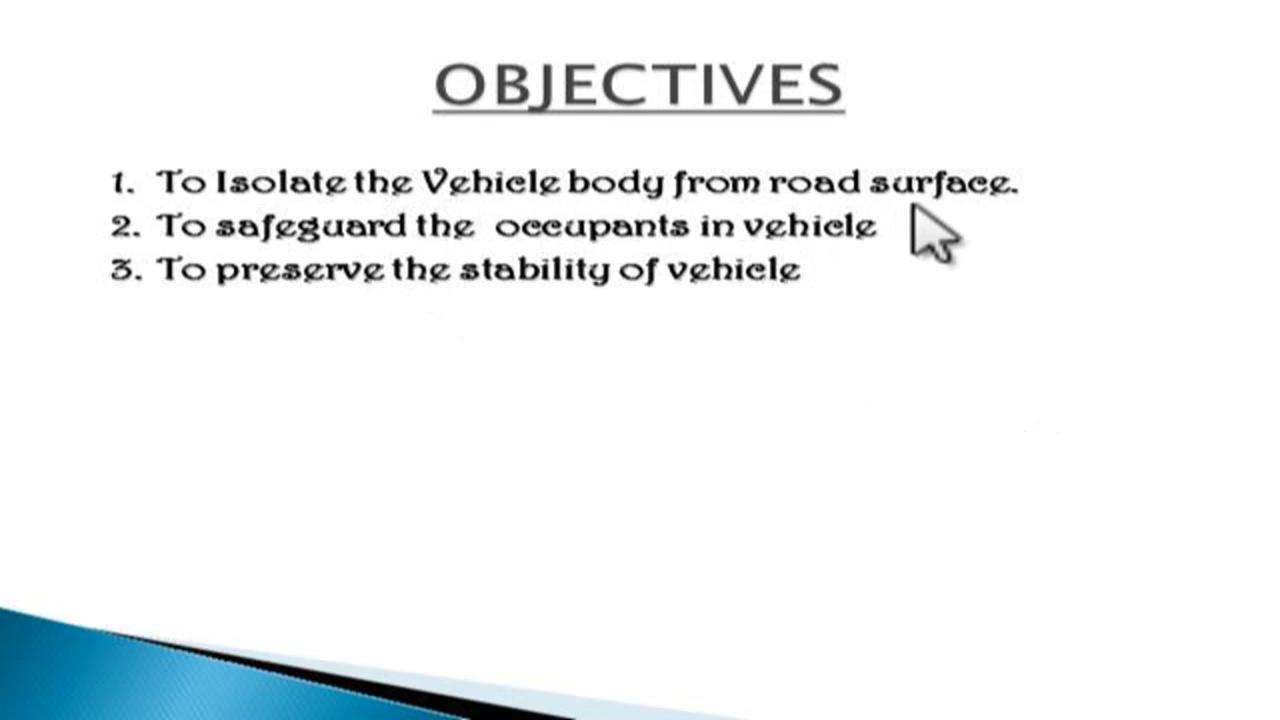 OBJECTIVES
1. To Isolate the Vehicle body from road surface.
2. To safeguard the occupants in vehicle
3. To preserve the stability of vehicle